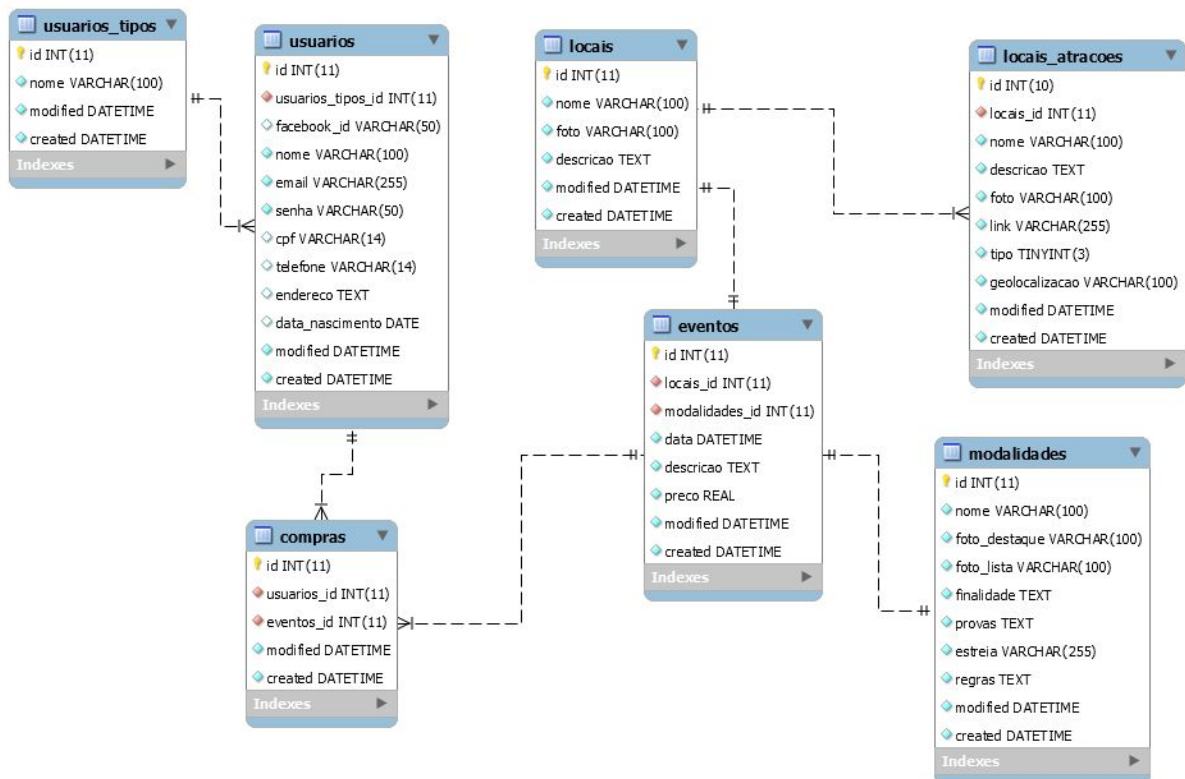 usuarios_tipos
id INT(11)
nome VARCHAR(100)
modified DATETIME
created DATETIME
Indexes
usuarios
id INT(11)
usuarios_tipos_id INT(11)
facebook_id VARCHAR(50)
nome VARCHAR(100)
email VARCHAR(255)
senha VARCHAR(50)
cpf VARCHAR(14)
telefone VARCHAR(14)
endereco TEXT
data_nascimento DATE
modified DATETIME
created DATETIME
Indexes
locais
id INT(11)
nome VARCHAR(100)
foto VARCHAR(100)
descricao TEXT
modified DATETIME
created DATETIME
Indexes
locais_atracoes
id INT(10)
locais_id INT(11)
nome VARCHAR(100)
descricao TEXT
foto VARCHAR(100)
link VARCHAR(255)
tipo TINYINT(3)
geolocalizacao VARCHAR(100)
modified DATETIME
created DATETIME
Indexes
eventos
id INT(11)
locais_id INT(11)
modalidades_id INT(11)
data DATETIME
descricao TEXT
preco REAL
modified DATETIME
created DATETIME
Indexes
compras
id INT(11)
usuarios_id INT(11)
eventos_id INT(11)
modified DATETIME
created DATETIME
Indexes
modalidades
id INT(11)
nome VARCHAR(100)
foto_destaque VARCHAR(100)
foto_lista VARCHAR(100)
finalidade TEXT
provas TEXT
estreia VARCHAR(255)
regras TEXT
modified DATETIME
created DATETIME
Indexes